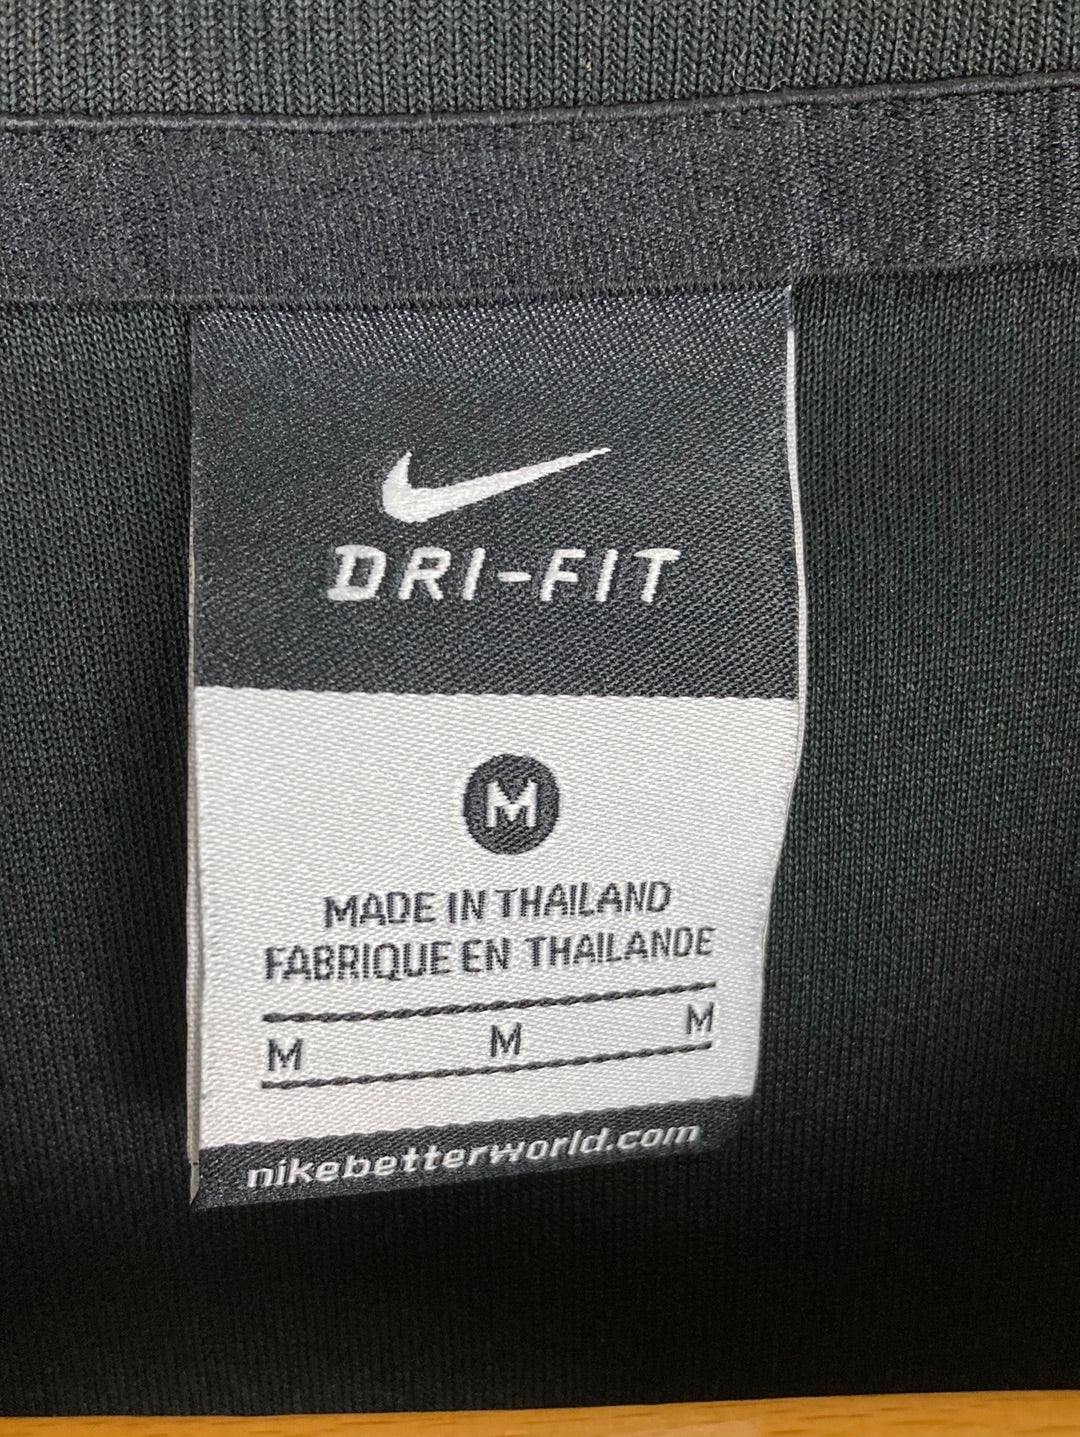 DRI-FIT
M
MADE IN THAILAND
FABRIQUE EN THAILANDE
M M M
nikebetterworld.com